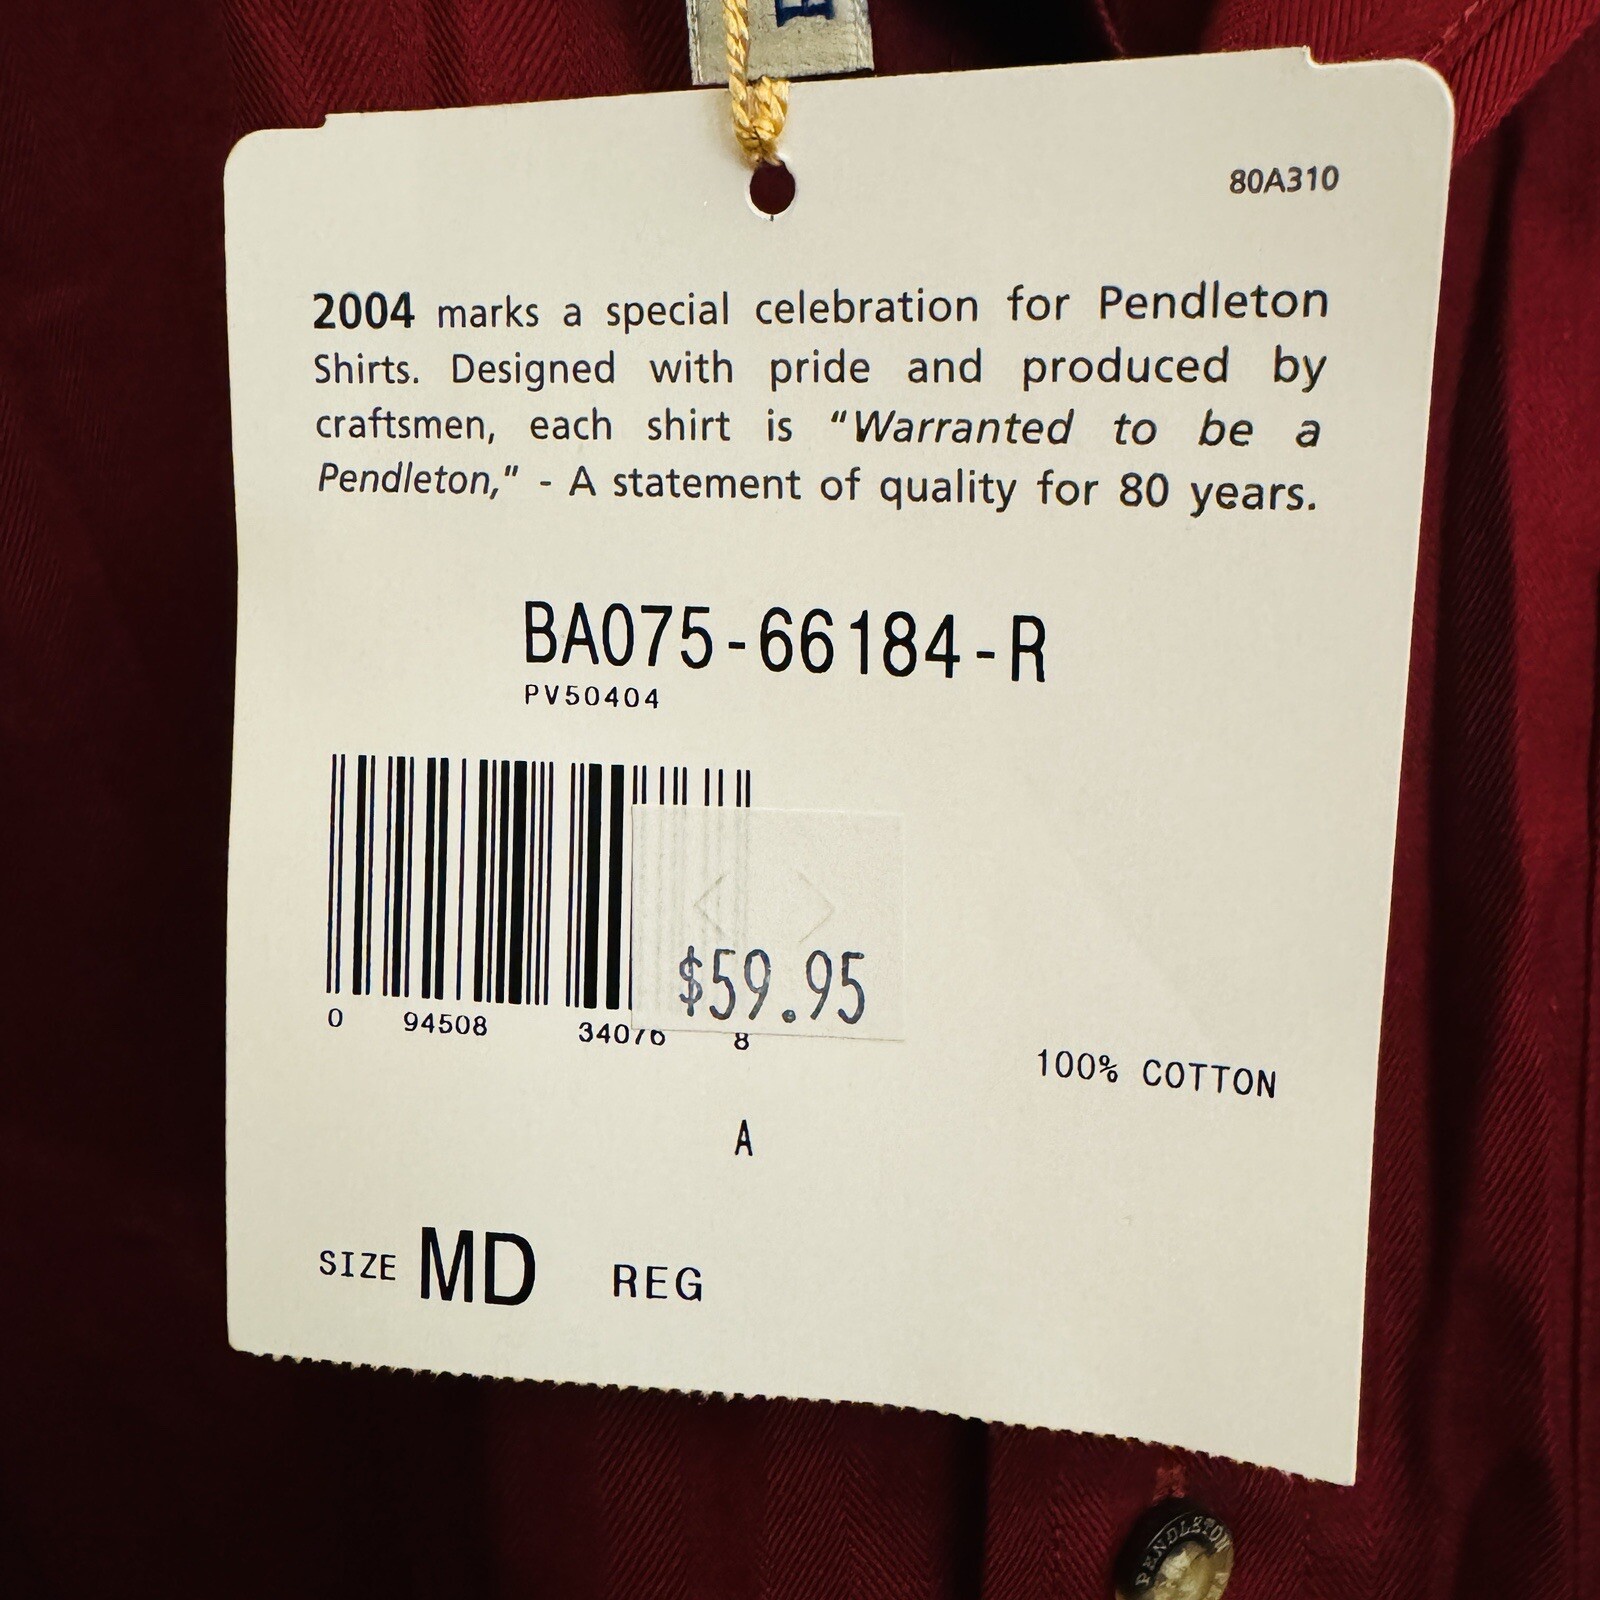 80A310
2004 marks a special celebration for Pendleton
Shirts. Designed with pride and produced by
craftsmen, each shirt is "Warranted to be a
Pendleton," - A statement of quality for 80 years.
BA075-66184-R
PV50404
$59.95
0 94508 34076 8
100% COTTON
A
SIZE MD REG
PENDLETON